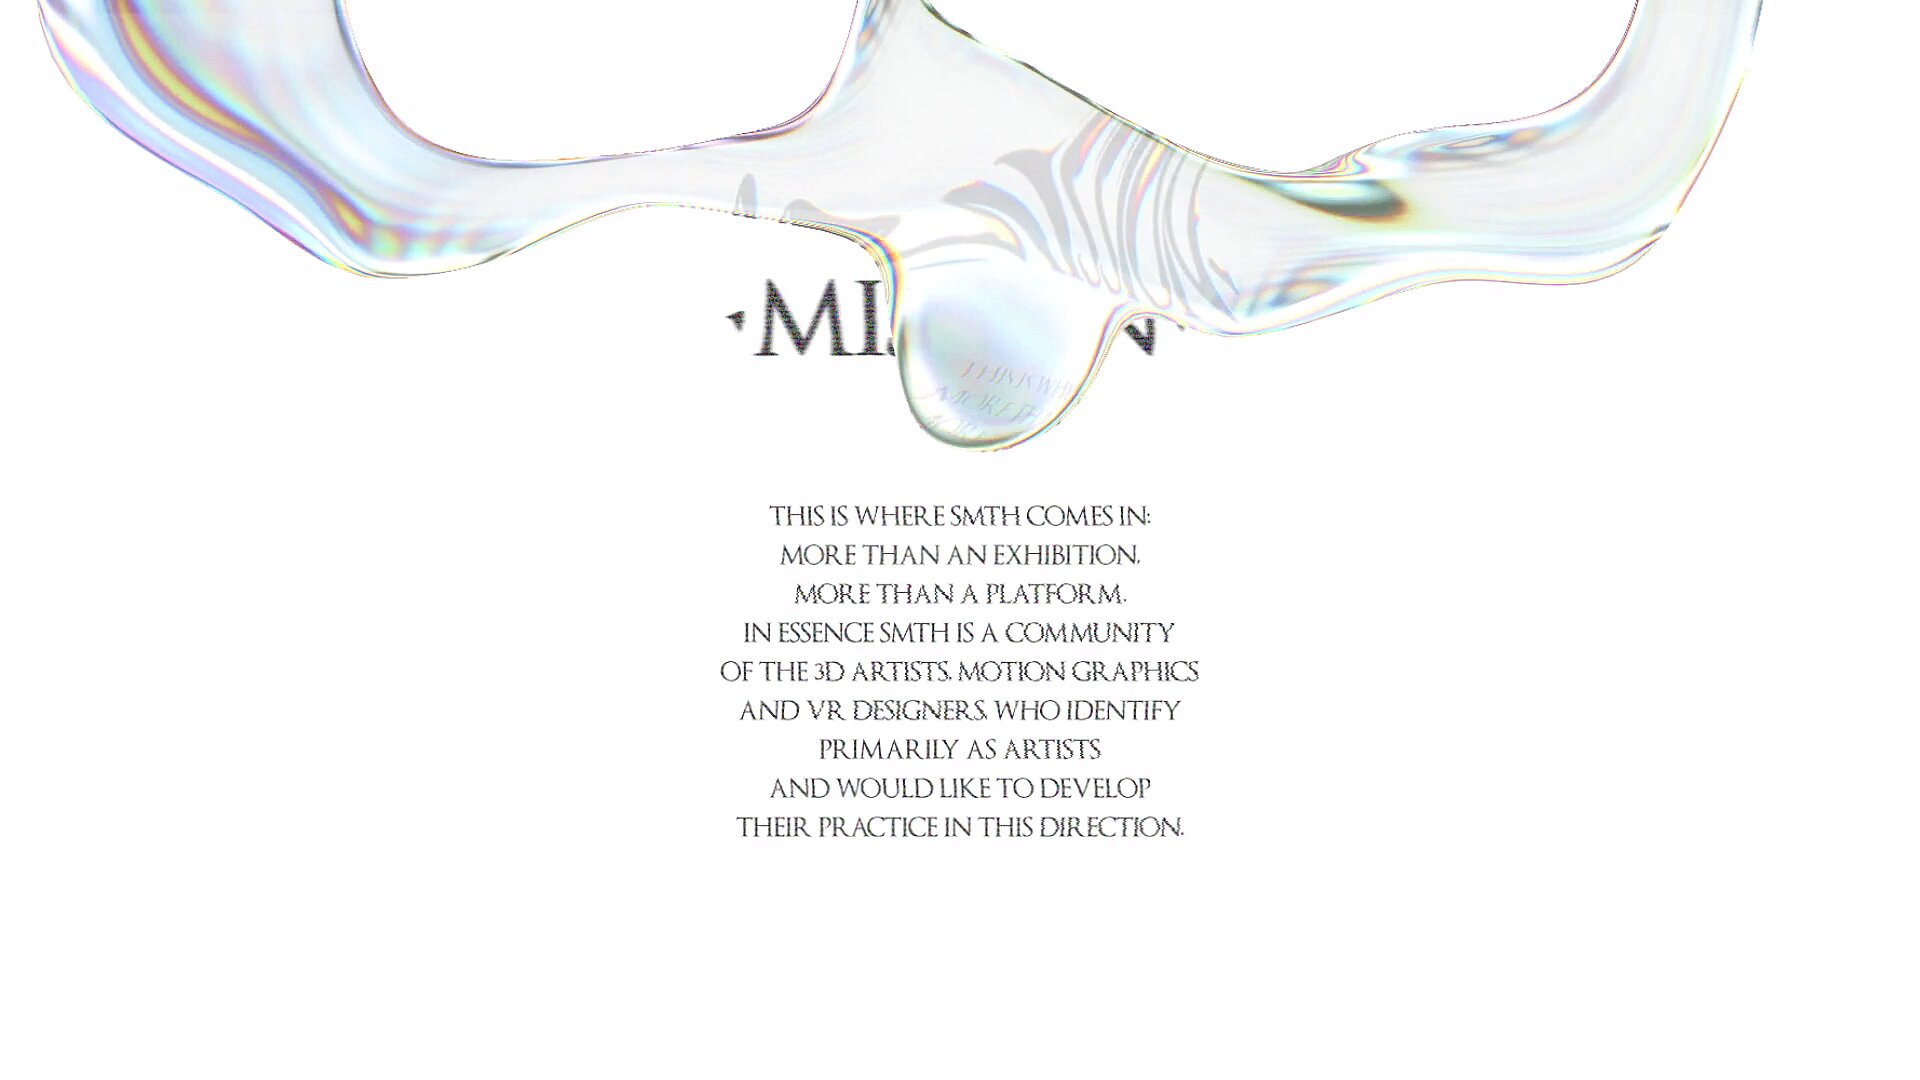 THIS IS WHERE SMTH COMES IN:
MORE THAN AN EXHIBITION,
MORE THAN A PLATFORM.
IN ESSENCE SMTH IS A COMMUNITY
OF THE 3D ARTISTS, MOTION GRAPHICS
AND VR DESIGNERS, WHO IDENTIFY
PRIMARILY AS ARTISTS
AND WOULD LIKE TO DEVELOP
THEIR PRACTICE IN THIS DIRECTION.